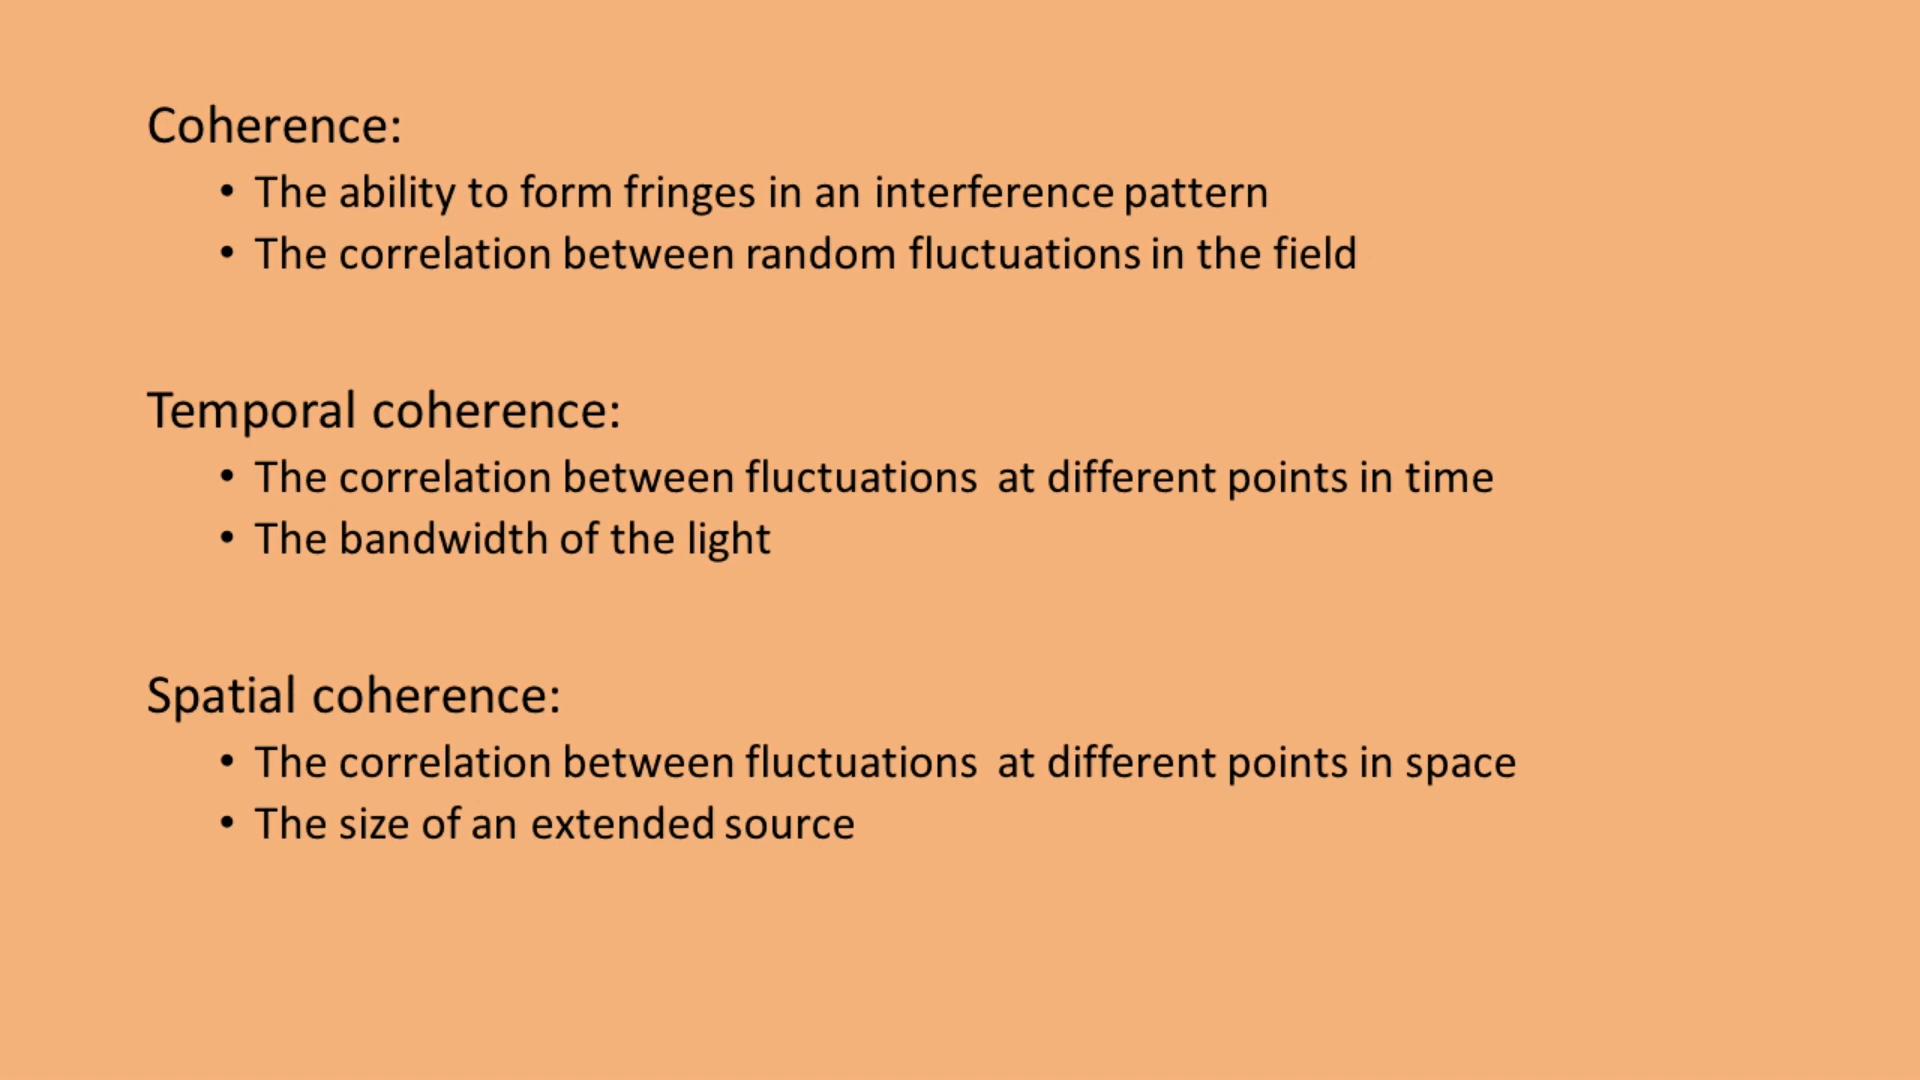 Coherence:
• The ability to form fringes in an interference pattern
• The correlation between random fluctuations in the field
Temporal coherence:
• The correlation between fluctuations at different points in time
• The bandwidth of the light
Spatial coherence:
• The correlation between fluctuations at different points in space
• The size of an extended source